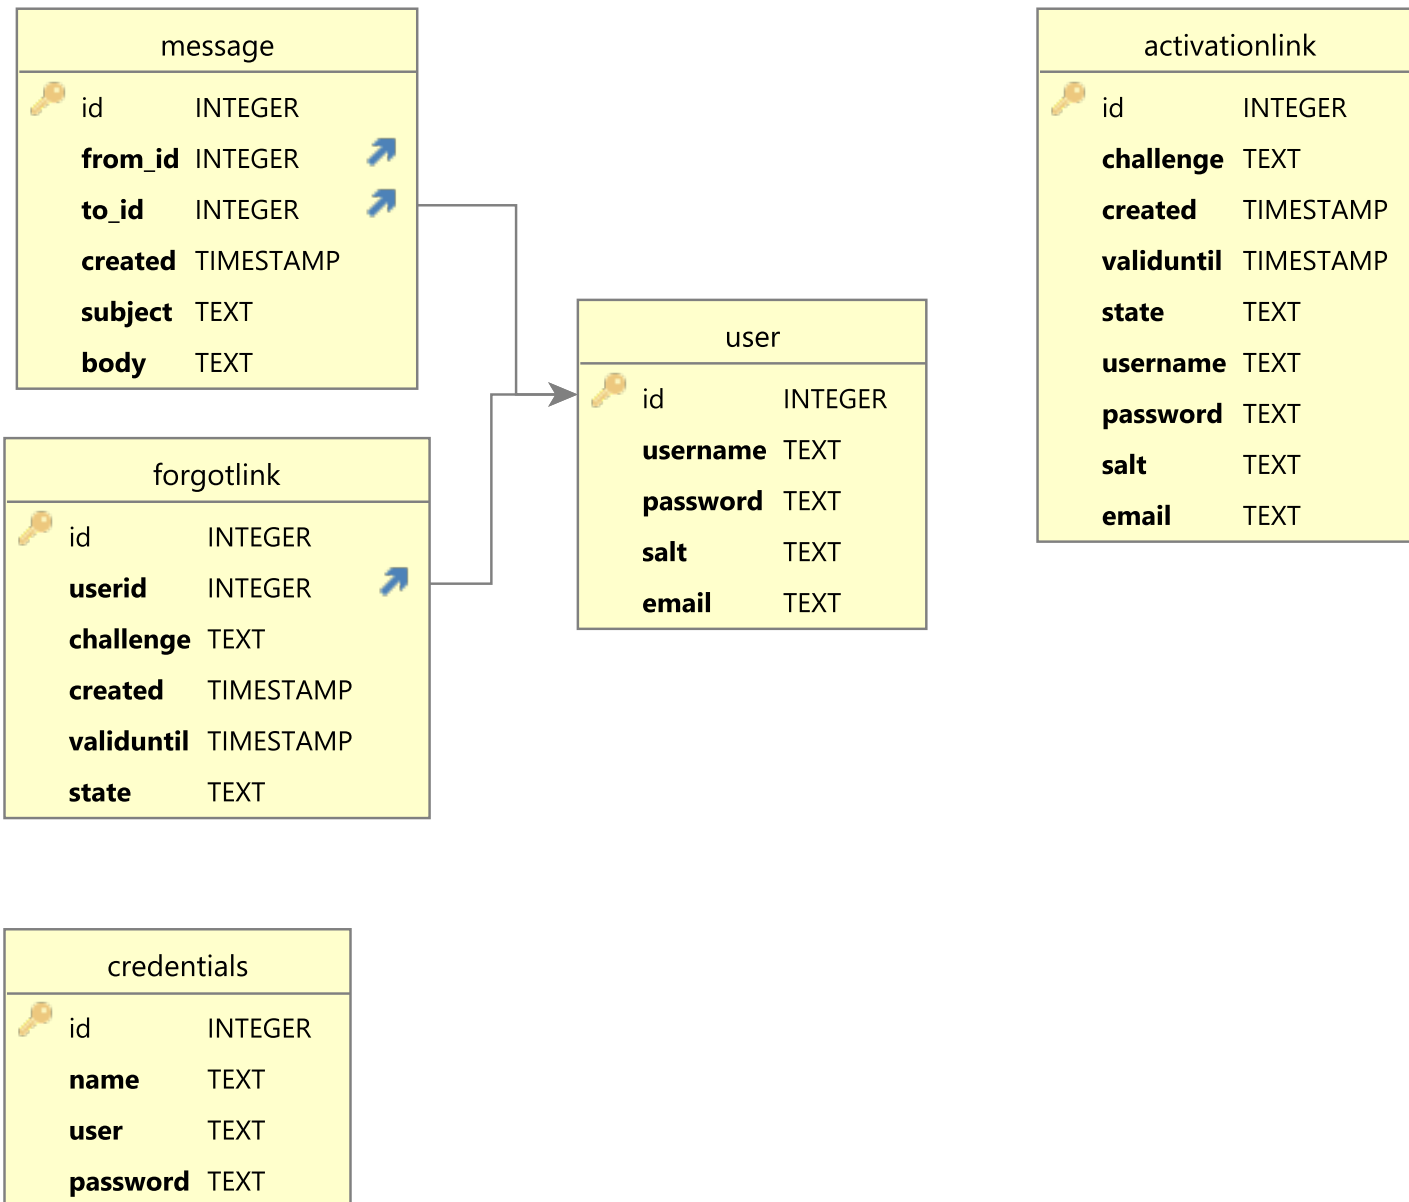 message
id INTEGER
from_id INTEGER
to_id INTEGER
created TIMESTAMP
subject TEXT
body TEXT
forgotlink
id INTEGER
userid INTEGER
challenge TEXT
created TIMESTAMP
validuntil TIMESTAMP
state TEXT
credentials
id INTEGER
name TEXT
user TEXT
password TEXT
user
id INTEGER
username TEXT
password TEXT
salt TEXT
email TEXT
activationlink
id INTEGER
challenge TEXT
created TIMESTAMP
validuntil TIMESTAMP
state TEXT
username TEXT
password TEXT
salt TEXT
email TEXT